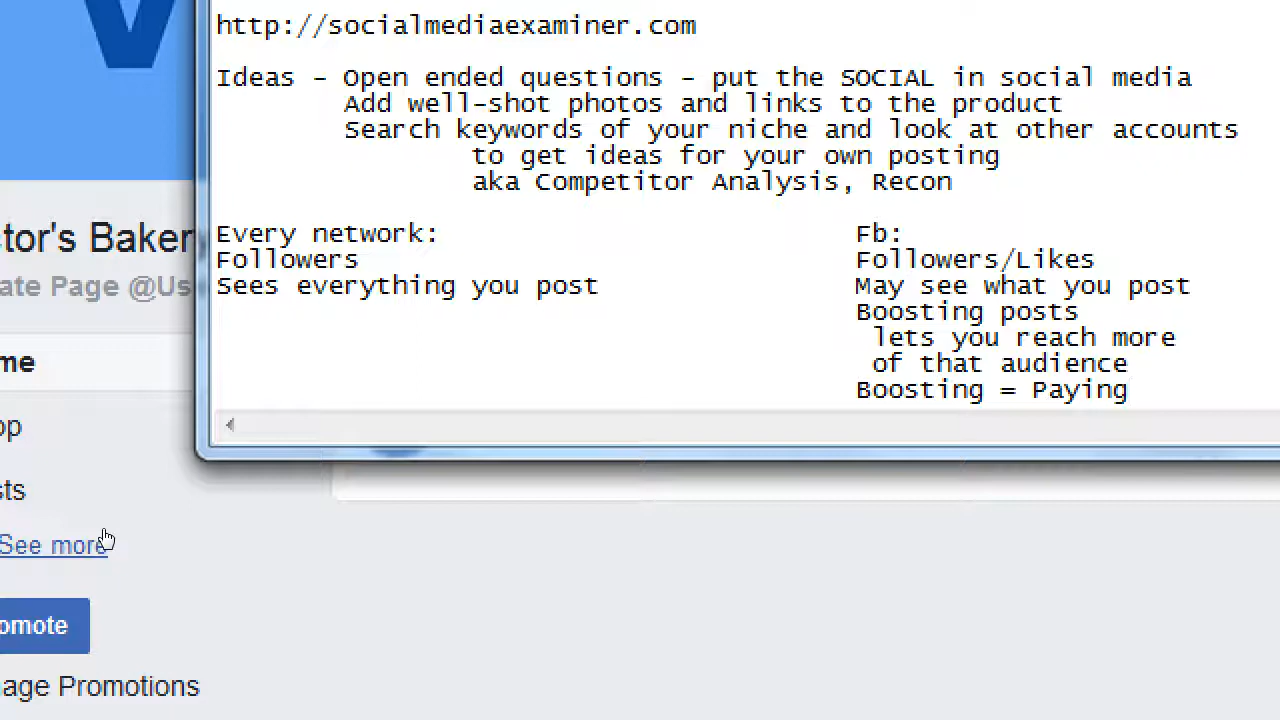 http://socialmediaexaminer.com
Ideas - Open ended questions - put the SOCIAL in social media
Add well-shot photos and links to the product
Search keywords of your niche and look at other accounts
to get ideas for your own posting
aka Competitor Analysis, Recon
Every network:
Followers
Sees everything you post
Fb:
Followers/Likes
May see what you post
Boosting posts
lets you reach more
of that audience
Boosting = Paying
V
tor's Bakery
ate Page @Us
me
op
sts
See more
omote
age Promotions